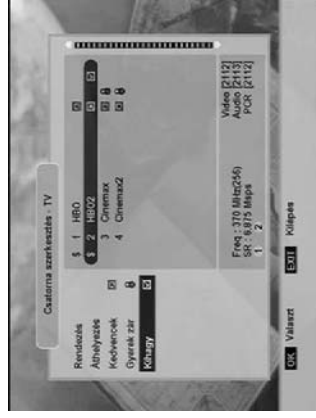 Csatorna szerkesztés - TV
Rendezés
Áthelyezés
Kedvencek
Gyerek zár
Kihagy
$ 1 HBO
$ 2 HBO2
3 Cinemax
4 Cinemax2
Freq : 370 MHz(256)
SR : 6,875 Msps
1 2
Video [2112]
Audio [2113]
PCR [2112]
OK Választ
EXIT Kilépés